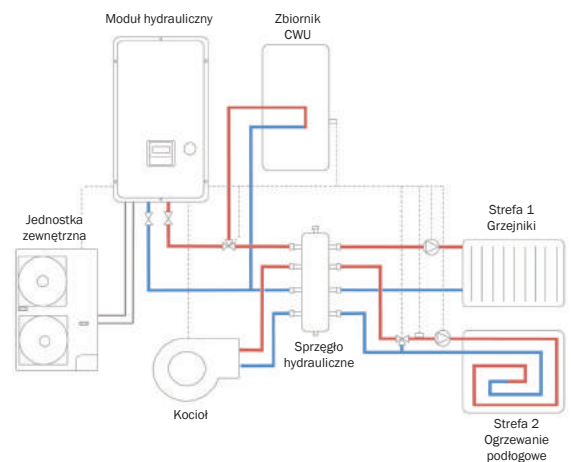 Moduł hydrauliczny
Zbiornik
CWU
Jednostka
zewnętrzna
Strefa 1
Grzejniki
Sprzęgło
hydrauliczne
Kocioł
Strefa 2
Ogrzewanie
podłogowe